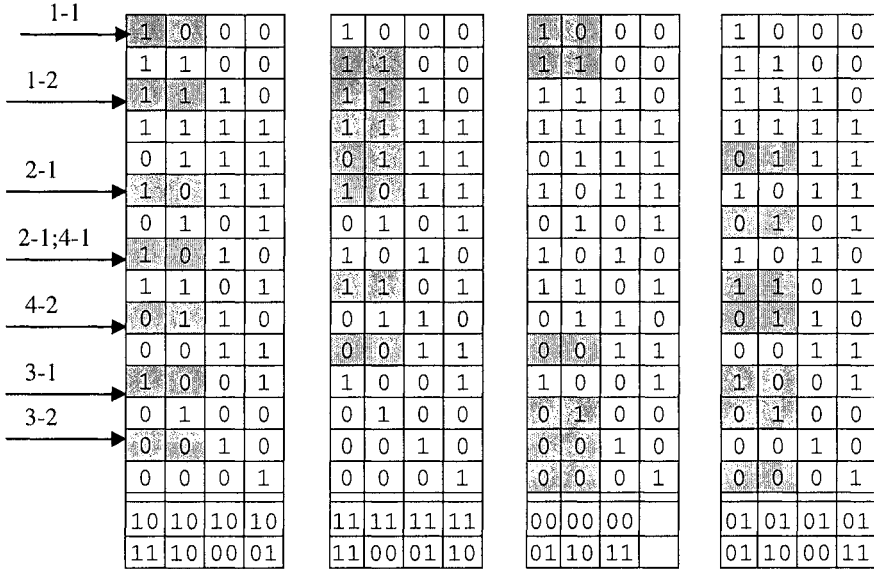 1-1 1 0 0 0 1 0 0 0 1 0 0 0 1 0 0 0
1 1 0 0 1 1 0 0 1 1 0 0 1 1 0 0
1-2 1 1 1 0 1 1 1 0 1 1 1 0 1 1 1 0
1 1 1 1 1 1 1 1 1 1 1 1 1 1 1 1
0 1 1 1 0 1 1 1 0 1 1 1 0 1 1 1
2-1 1 0 1 1 1 0 1 1 1 0 1 1 1 0 1 1
0 1 0 1 0 1 0 1 0 1 0 1 0 1 0 1
2-1;4-1 1 0 1 0 1 0 1 0 1 0 1 0 1 0 1 0
1 1 0 1 1 1 0 1 1 1 0 1 1 1 0 1
4-2 0 1 1 0 0 1 1 0 0 1 1 0 0 1 1 0
0 0 1 1 0 0 1 1 0 0 1 1 0 0 1 1
3-1 1 0 0 1 1 0 0 1 1 0 0 1 1 0 0 1
0 1 0 0 0 1 0 0 0 1 0 0 0 1 0 0
3-2 0 0 1 0 0 0 1 0 0 0 1 0 0 0 1 0
0 0 0 1 0 0 0 1 0 0 0 1 0 0 0 1
10 10 10 10 11 11 11 11 00 00 00 01 01 01 01
11 10 00 01 11 00 01 10 01 10 11 01 10 00 11